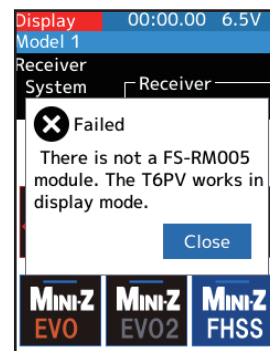 Display 00:00.00 6.5V
Model 1
Receiver
System Receiver
Failed
There is not a FS-RM005
module. The T6PV works in
display mode.
Close
MINI-Z MINI-Z MINI-Z
EVO EVO2 FHSS